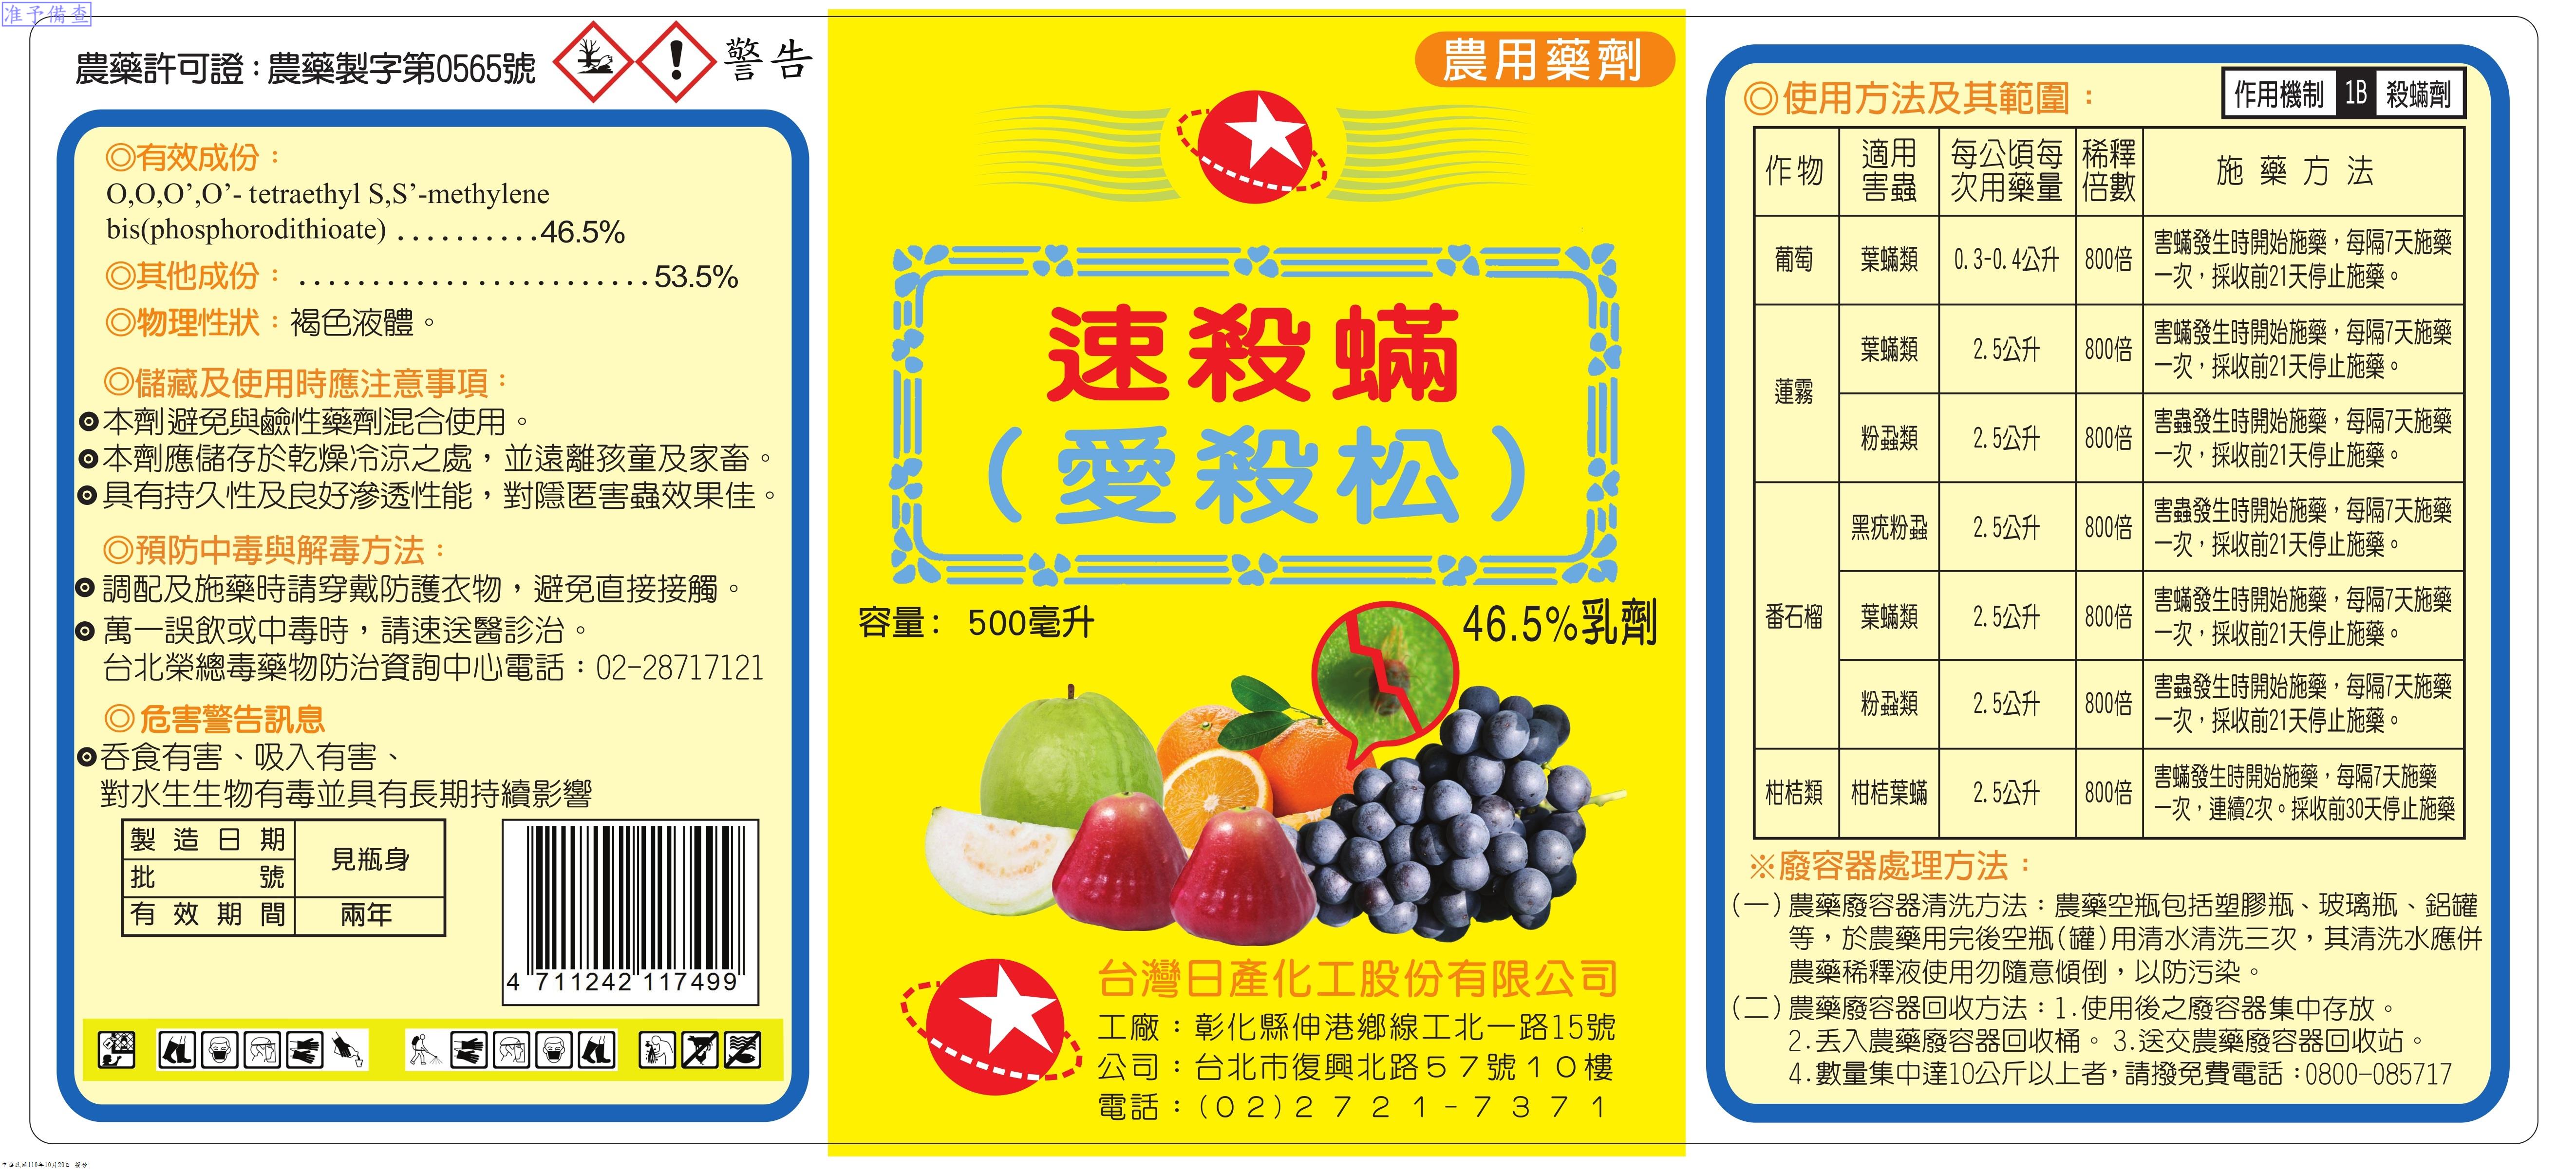 准予備查
農藥許可證：農藥製字第0565號
警告
◎有效成份：
O,O,O’,O’- tetraethyl S,S’-methylene
bis(phosphorodithioate) ..........46.5%
◎其他成份： .........................53.5%
◎物理性狀：褐色液體。
◎儲藏及使用時應注意事項：
本劑避免與鹼性藥劑混合使用。
本劑應儲存於乾燥冷涼之處，並遠離孩童及家畜。
具有持久性及良好滲透性能，對隱匿害蟲效果佳。
◎預防中毒與解毒方法：
調配及施藥時請穿戴防護衣物，避免直接接觸。
萬一誤飲或中毒時，請速送醫診治。
台北榮總毒藥物防治資詢中心電話：02-28717121
◎危害警告訊息
吞食有害、吸入有害、
對水生生物有毒並具有長期持續影響
製造日期
批號
見瓶身
有效期間 兩年
4 711242 117499
農用藥劑
速殺蟎
（愛殺松）
容量： 500毫升
46.5%乳劑
台灣日產化工股份有限公司
工廠：彰化縣伸港鄉線工北一路15號
公司：台北市復興北路５７號１０樓
電話：(02)2721-7371
◎使用方法及其範圍：
作用機制 1B 殺蟎劑
作物 適用害蟲 每公頃每次用藥量 稀釋倍數 施藥方法
葡萄 葉蟎類 0.3-0.4公升 800倍 害蟎發生時開始施藥，每隔7天施藥
一次，採收前21天停止施藥。
蓮霧 葉蟎類 2.5公升 800倍 害蟎發生時開始施藥，每隔7天施藥
一次，採收前21天停止施藥。
粉蝨類 2.5公升 800倍 害蟲發生時開始施藥，每隔7天施藥
一次，採收前21天停止施藥。
番石榴 黑疣粉蝨 2.5公升 800倍 害蟲發生時開始施藥，每隔7天施藥
一次，採收前21天停止施藥。
葉蟎類 2.5公升 800倍 害蟎發生時開始施藥，每隔7天施藥
一次，採收前21天停止施藥。
粉蝨類 2.5公升 800倍 害蟲發生時開始施藥，每隔7天施藥
一次，採收前21天停止施藥。
柑桔類 柑桔葉蟎 2.5公升 800倍 害蟎發生時開始施藥，每隔7天施藥
一次，連續2次。採收前30天停止施藥
※廢容器處理方法：
(一)農藥廢容器清洗方法：農藥空瓶包括塑膠瓶、玻璃瓶、鋁罐
等，於農藥用完後空瓶(罐)用清水清洗三次，其清洗水應併
農藥稀釋液使用勿隨意傾倒，以防污染。
(二)農藥廢容器回收方法：1.使用後之廢容器集中存放。
2.丟入農藥廢容器回收桶。3.送交農藥廢容器回收站。
4.數量集中達10公斤以上者，請撥免費電話：0800-085717
中華民國110年10月20日 簽發